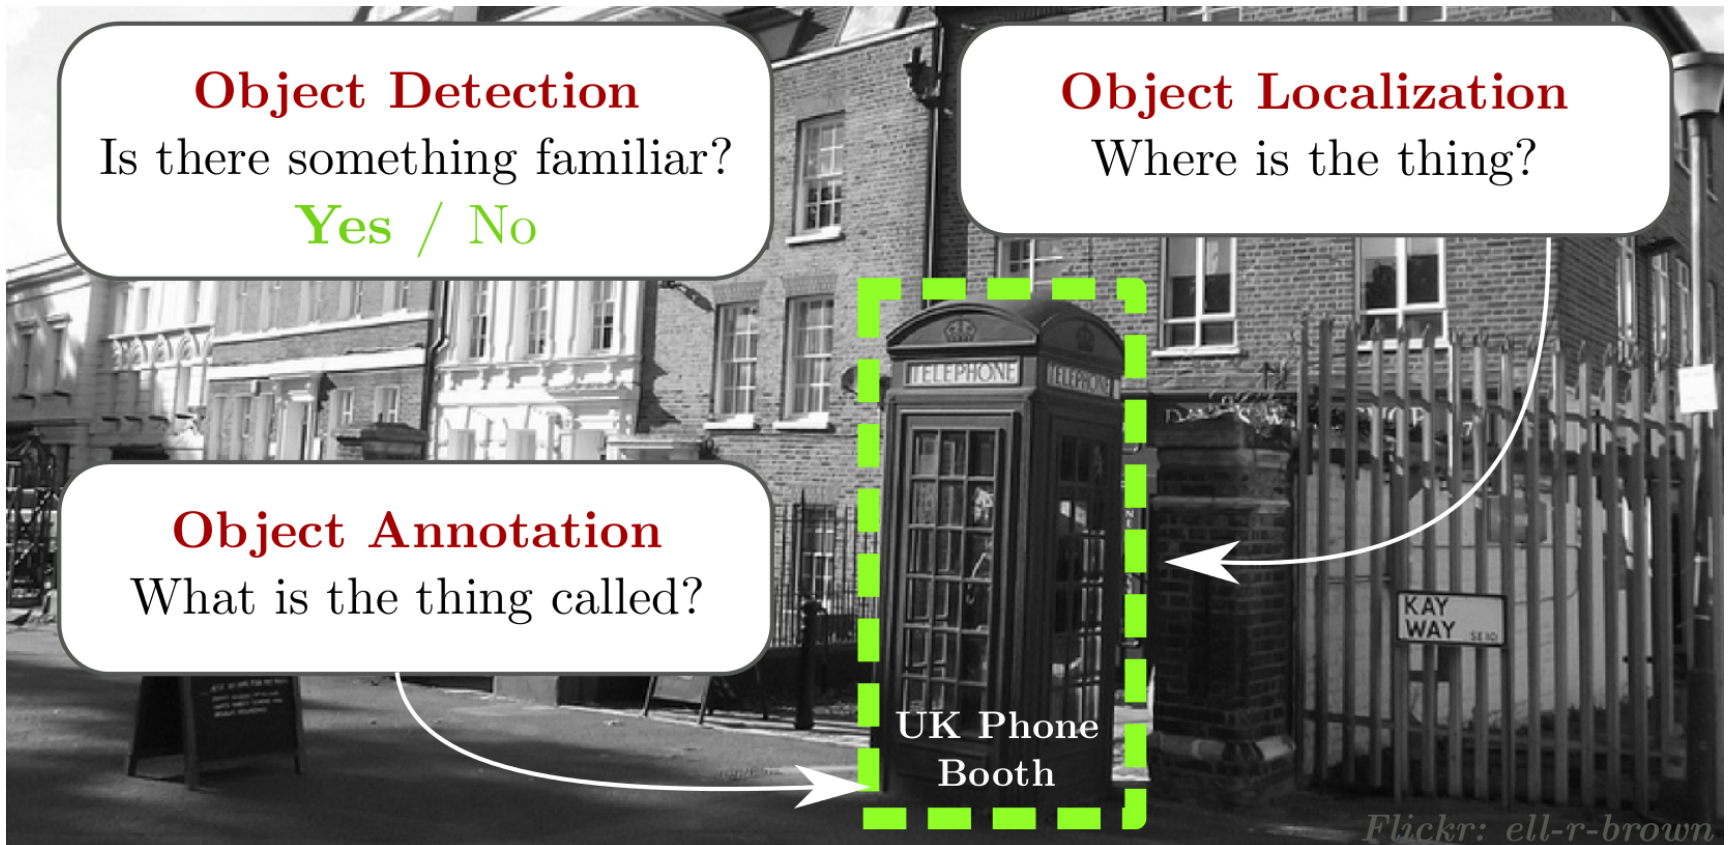 Object Detection
Is there something familiar?
Yes / No
Object Localization
Where is the thing?
TELEPHONE
TELEPHONE
Object Annotation
What is the thing called?
KAY
WAY
SE10
UK Phone
Booth
Flickr: ell-r-brown